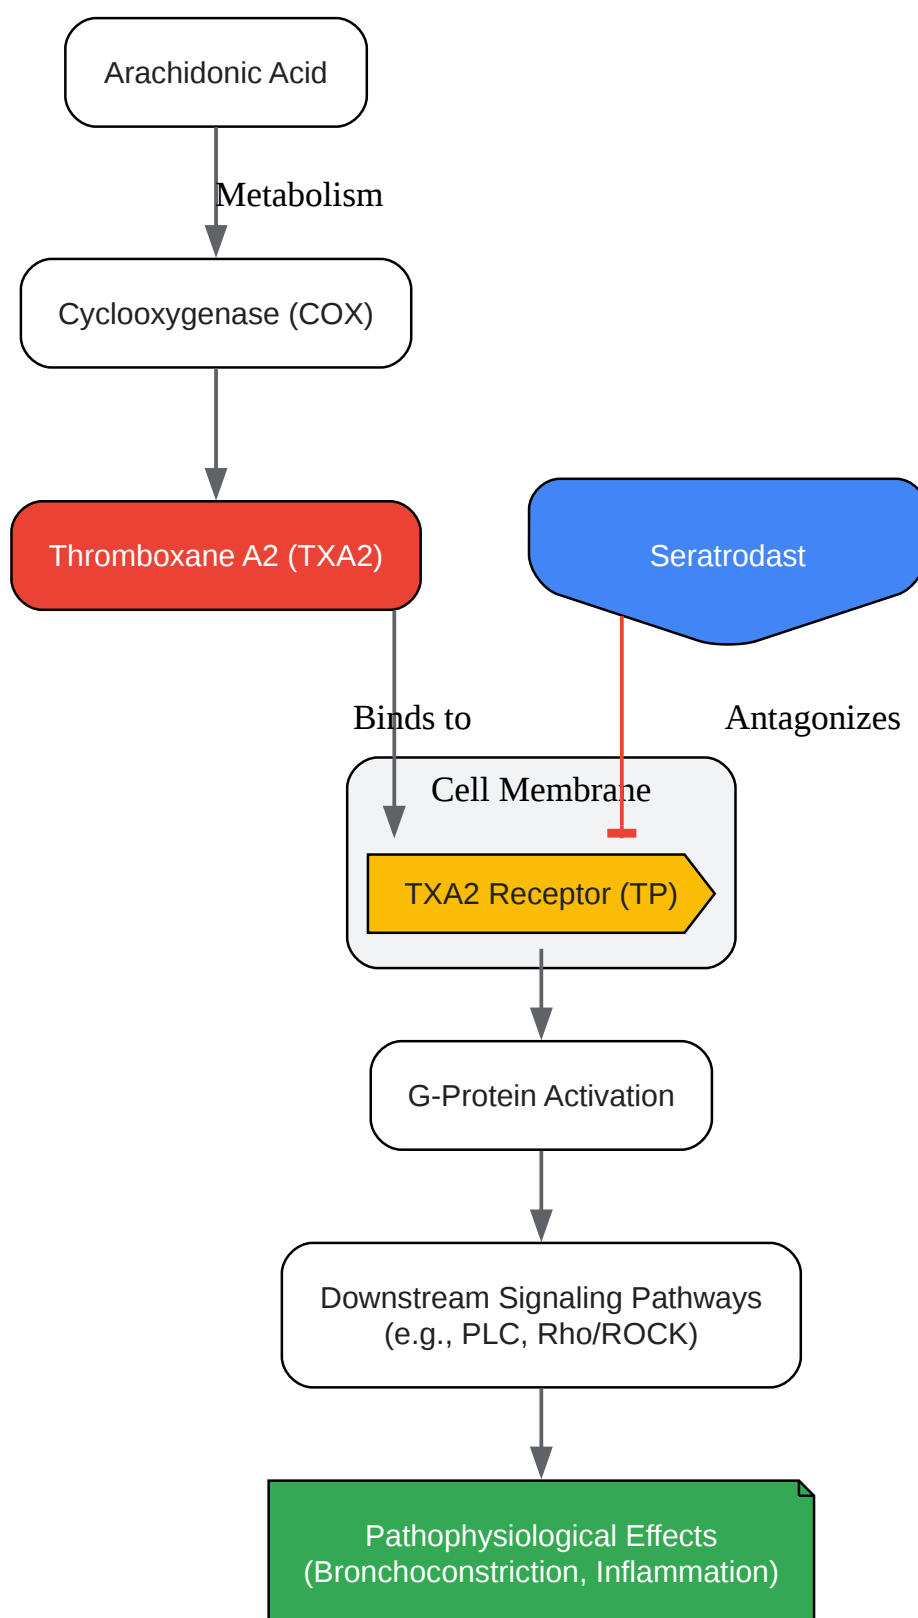 Arachidonic Acid
Metabolism
Cyclooxygenase (COX)
Thromboxane A2 (TXA2)
Seratrodast
Binds to
Antagonizes
Cell Membrane
TXA2 Receptor (TP)
G-Protein Activation
Downstream Signaling Pathways
(e.g., PLC, Rho/ROCK)
Pathophysiological Effects
(Bronchoconstriction, Inflammation)